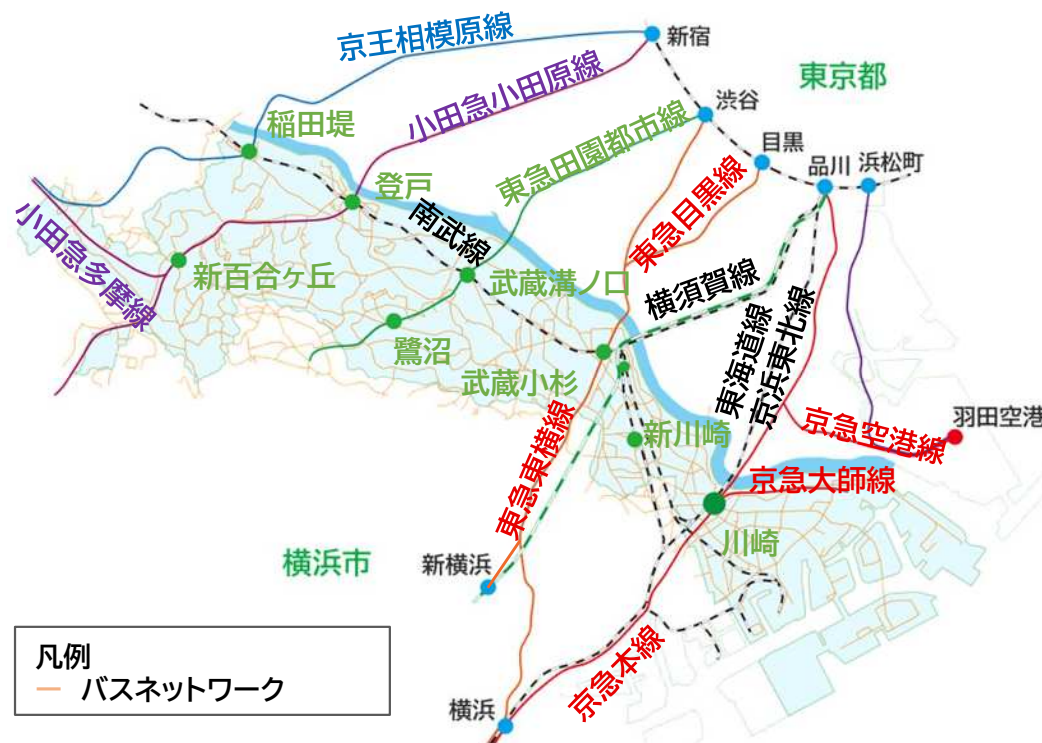 京王相模原線
新宿
東京都
小田急小田原線
渋谷
稲田堤
目黒
品川
浜松町
東急田園都市線
登戸
東急目黒線
南武線
小田急多摩線
新百合ヶ丘
武蔵溝ノ口
横須賀線
東海道線
京浜東北線
鷺沼
武蔵小杉
羽田空港
京急空港線
新川崎
東急東横線
京急大師線
川崎
横浜市
新横浜
京急本線
凡例
バスネットワーク
横浜